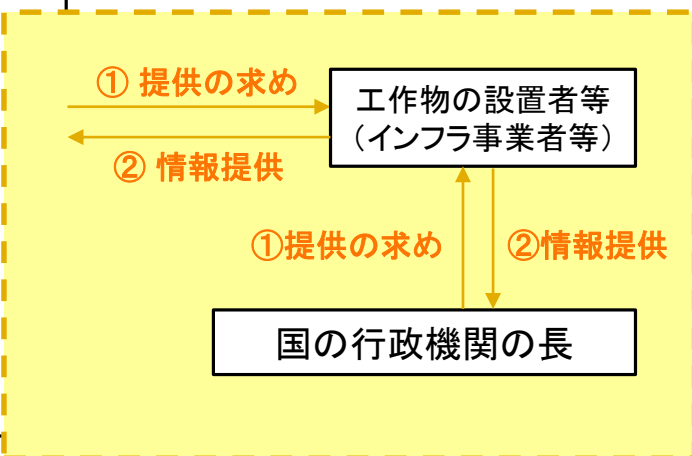 ① 提供の求め
工作物の設置者等
（インフラ事業者等）
② 情報提供
①提供の求め
②情報提供
国の行政機関の長